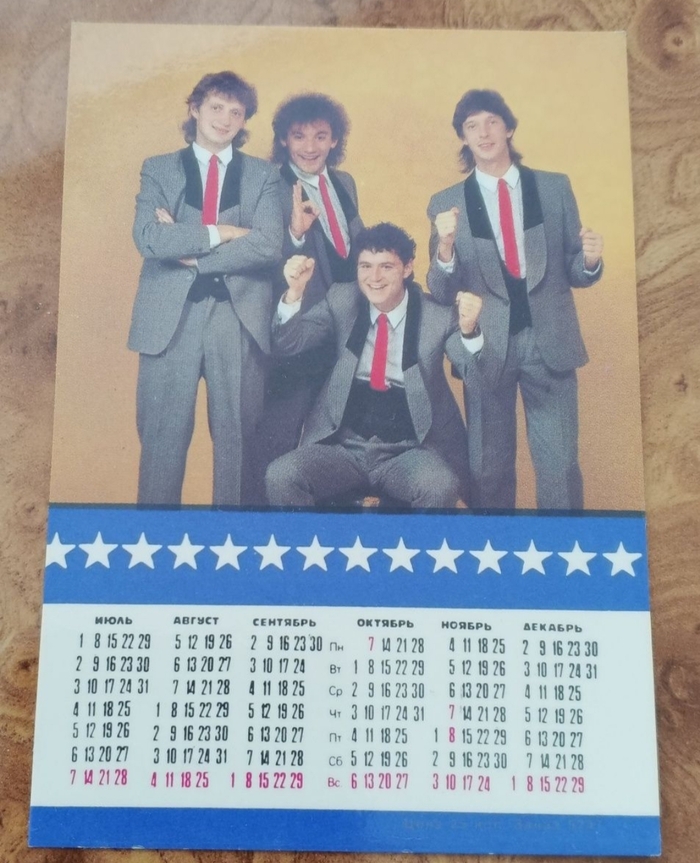 ИЮЛЬ АВГУСТ СЕНТЯБРЬ ОКТЯБРЬ НОЯБРЬ ДЕКАБРЬ
1 8 15 22 29 5 12 19 26 2 9 16 23 30 Пн 7 14 21 28 4 11 18 25 2 9 16 23 30
2 9 16 23 30 6 13 20 27 3 10 17 24 Вт 1 8 15 22 29 5 12 19 26 3 10 17 24 31
3 10 17 24 31 7 14 21 28 4 11 18 25 Ср 2 9 16 23 30 6 13 20 27 4 11 18 25
4 11 18 25 1 8 15 22 29 5 12 19 26 Чт 3 10 17 24 31 7 14 21 28 5 12 19 26
5 12 19 26 2 9 16 23 30 6 13 20 27 Пт 4 11 18 25 1 8 15 22 29 6 13 20 27
6 13 20 27 3 10 17 24 31 7 14 21 28 Сб 5 12 19 26 2 9 16 23 30 7 14 21 28
7 14 21 28 4 11 18 25 1 8 15 22 29 Вс 6 13 20 27 3 10 17 24 1 8 15 22 29